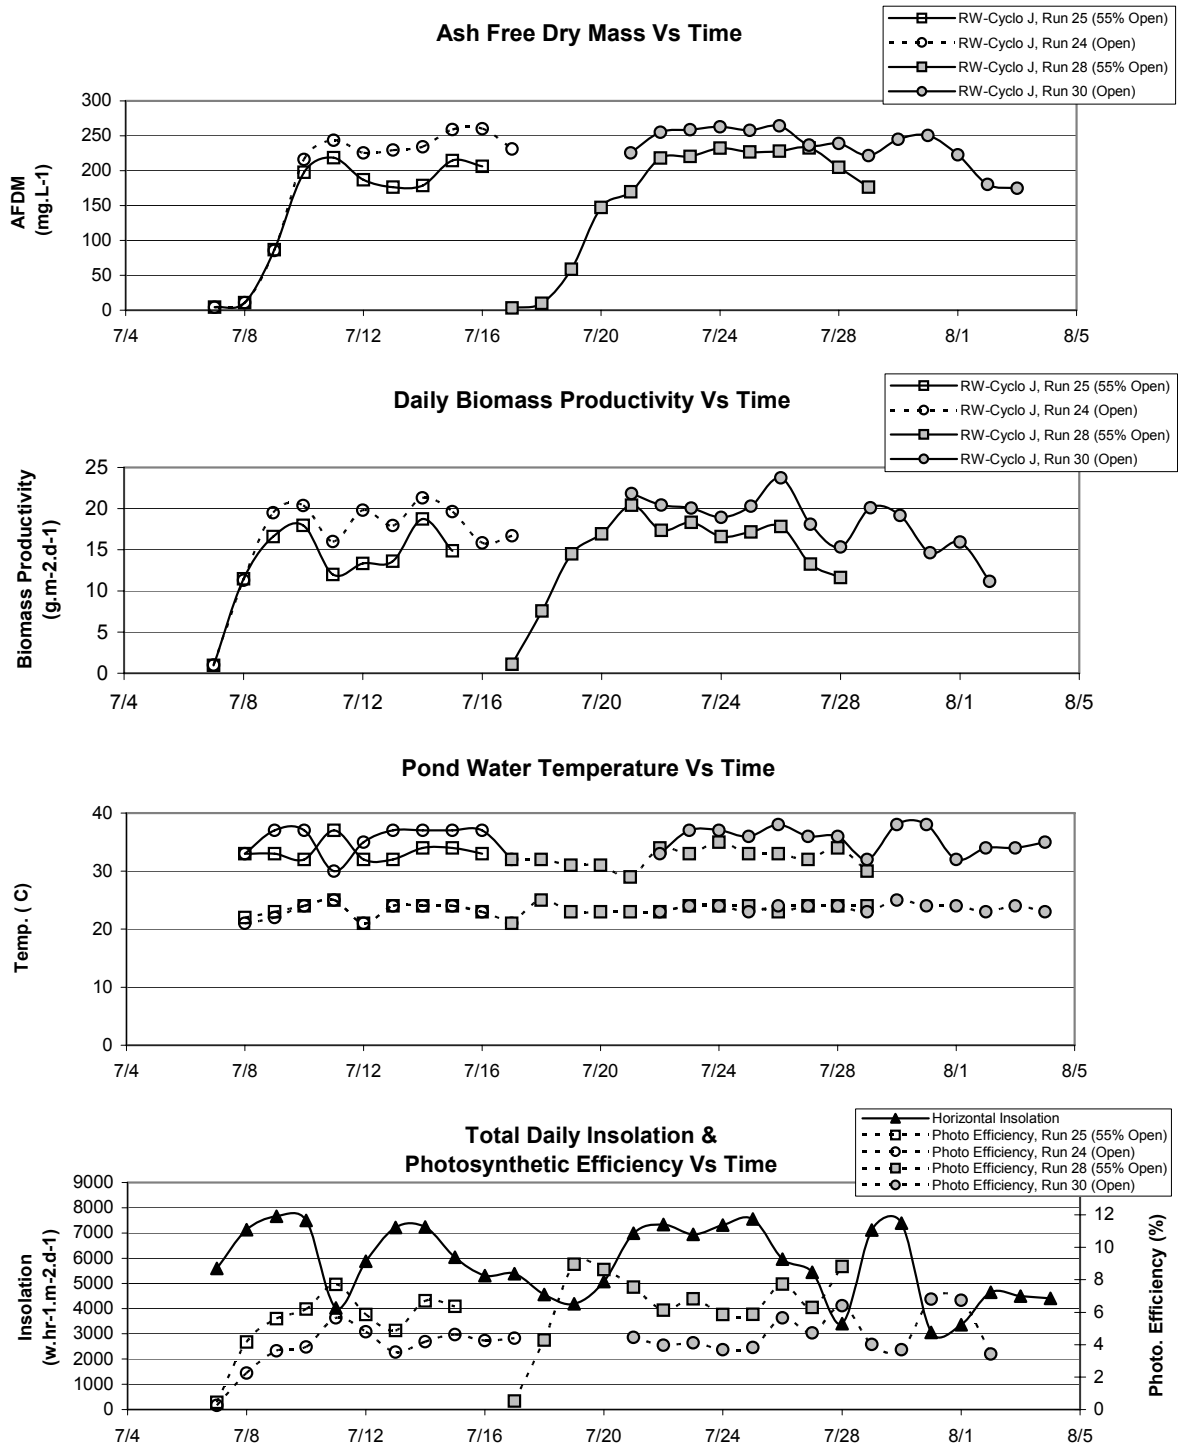 Ash Free Dry Mass Vs Time
RW-Cyclo J, Run 25 (55% Open)
RW-Cyclo J, Run 24 (Open)
RW-Cyclo J, Run 28 (55% Open)
RW-Cyclo J, Run 30 (Open)
AFDM
(mg.L-1)
300
250
200
150
100
50
0
7/4 7/8 7/12 7/16 7/20 7/24 7/28 8/1 8/5
Daily Biomass Productivity Vs Time
RW-Cyclo J, Run 25 (55% Open)
RW-Cyclo J, Run 24 (Open)
RW-Cyclo J, Run 28 (55% Open)
RW-Cyclo J, Run 30 (Open)
Biomass Productivity
(g.m-2.d-1)
25
20
15
10
5
0
7/4 7/8 7/12 7/16 7/20 7/24 7/28 8/1 8/5
Pond Water Temperature Vs Time
Temp. ( C)
40
30
20
10
0
7/4 7/8 7/12 7/16 7/20 7/24 7/28 8/1 8/5
Total Daily Insolation &
Photosynthetic Efficiency Vs Time
Horizontal Insolation
Photo Efficiency, Run 25 (55% Open)
Photo Efficiency, Run 24 (Open)
Photo Efficiency, Run 28 (55% Open)
Photo Efficiency, Run 30 (Open)
Insolation
(w.hr-1.m-2.d-1)
9000
8000
7000
6000
5000
4000
3000
2000
1000
0
12
10
8
6
4
2
0
Photo. Efficiency (%)
7/4 7/8 7/12 7/16 7/20 7/24 7/28 8/1 8/5